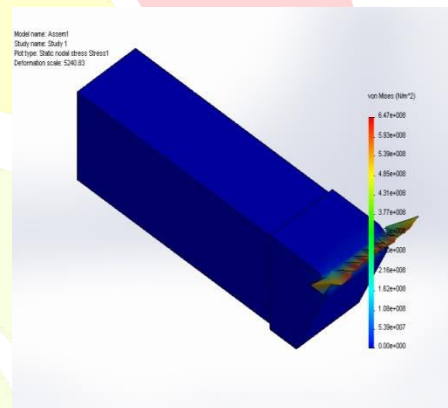 Model name: Assem1
Study name: Study 1
Plot type: Static nodal stress Stress1
Deformation scale: 5240.83
von Mises (N/m^2)
6.47e+008
5.93e+008
5.39e+008
4.85e+008
4.31e+008
3.77e+008
2.16e+008
1.62e+008
1.08e+008
5.39e+007
0.00e+000